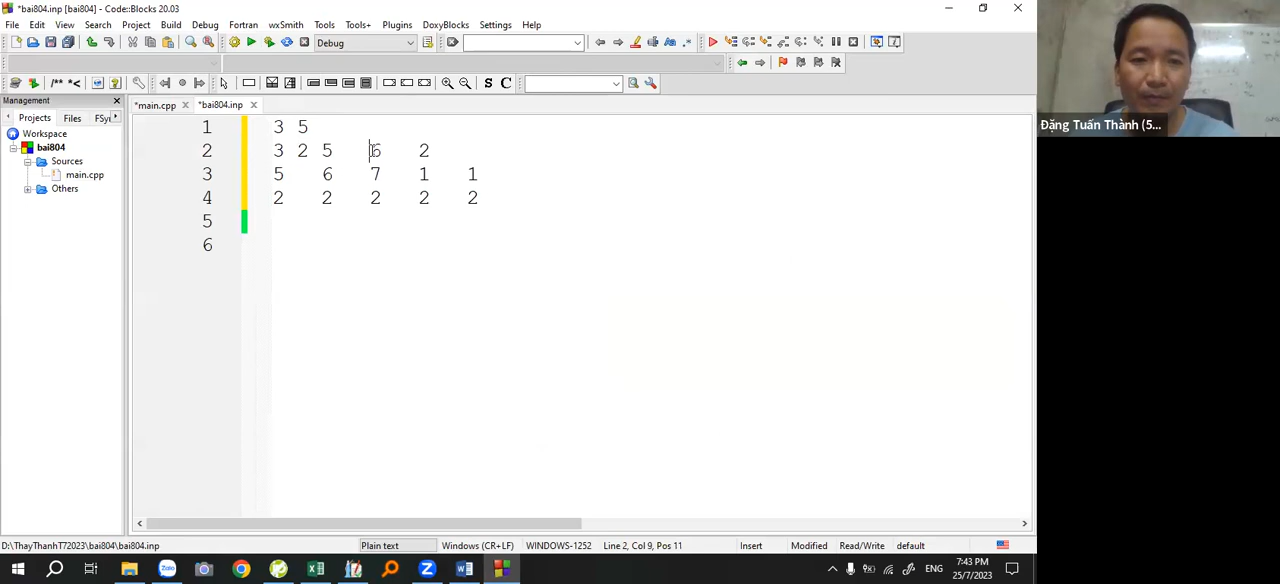 *bai804.inp [bai804] - Code::Blocks 20.03
File Edit View Search Project Build Debug Fortran wxSmith Tools Tools+ Plugins DoxyBlocks Settings Help
Debug
/** *< S C
Management
Projects Files FSy
Workspace
bai804
Sources
main.cpp
Others
*main.cpp *bai804.inp
1 3 5
2 3 2 5 6 2
3 5 6 7 1 1
4 2 2 2 2 2
5
6
Đặng Tuấn Thành (5...
D:\ThayThanhT72023\bai804\bai804.inp Plain text Windows (CR+LF) WINDOWS-1252 Line 2, Col 9, Pos 11 Insert Modified Read/Write default
Zalo ENG 7:43 PM
25/7/2023